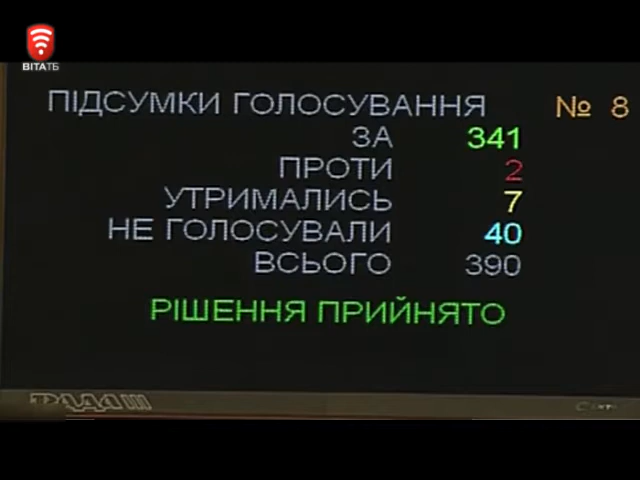 ВІТАТБ
ПІДСУМКИ ГОЛОСУВАННЯ № 8
ЗА 341
ПРОТИ 2
УТРИМАЛИСЬ 7
НЕ ГОЛОСУВАЛИ 40
ВСЬОГО 390
РІШЕННЯ ПРИЙНЯТО
РАДА III